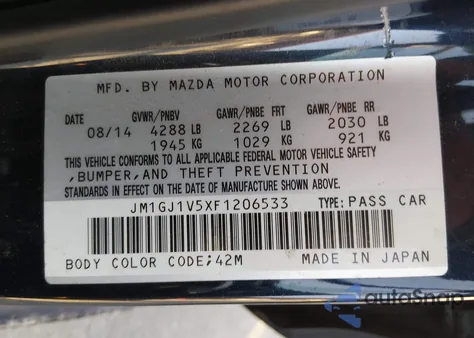 MFD. BY MAZDA MOTOR CORPORATION
DATE GVWR/PNBV GAWR/PNBE FRT GAWR/PNBE RR
08/14 4288 LB 2269 LB 2030 LB
1945 KG 1029 KG 921 KG
THIS VEHICLE CONFORMS TO ALL APPLICABLE FEDERAL MOTOR VEHICLE SAFETY
,BUMPER,AND THEFT PREVENTION
STANDARDS IN EFFECT ON THE DATE OF MANUFACTURE SHOWN ABOVE.
JM1GJ1V5XF1206533 TYPE: PASS CAR
BODY COLOR CODE;42M MADE IN JAPAN
autoSnap